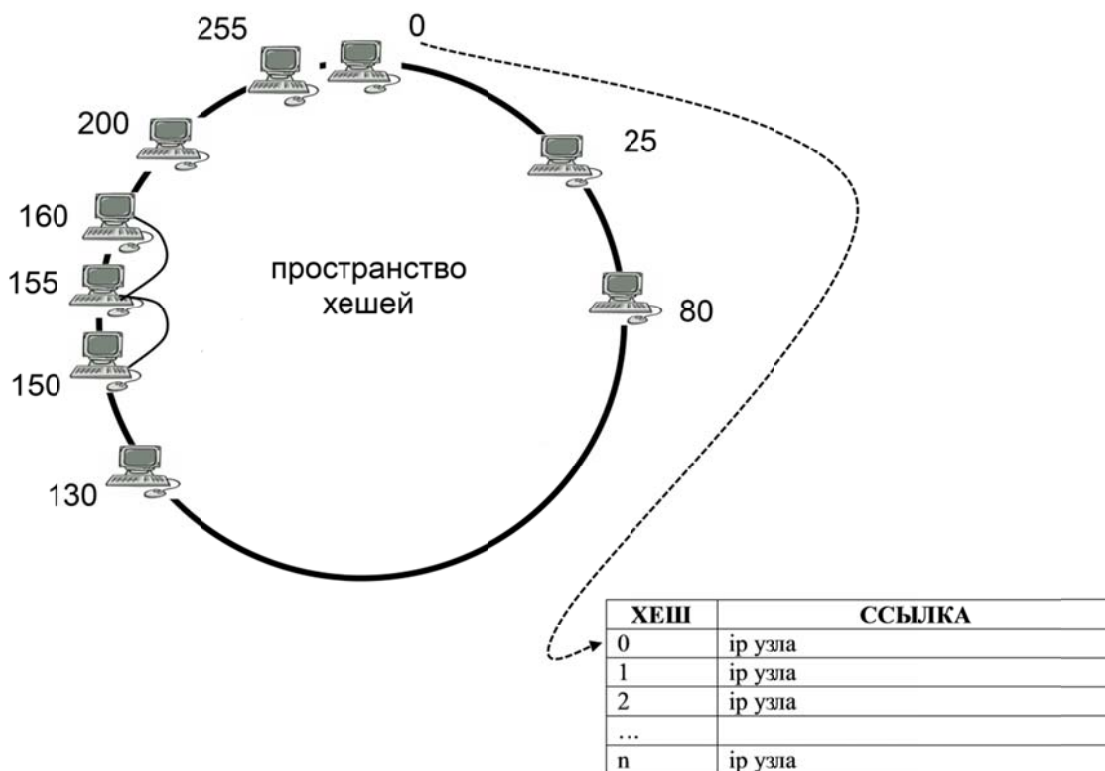 255
0
200
25
160
пространство
хешей
155
80
150
130
ХЕШ ССЫЛКА
0 ip узла
1 ip узла
2 ip узла
...
n ip узла